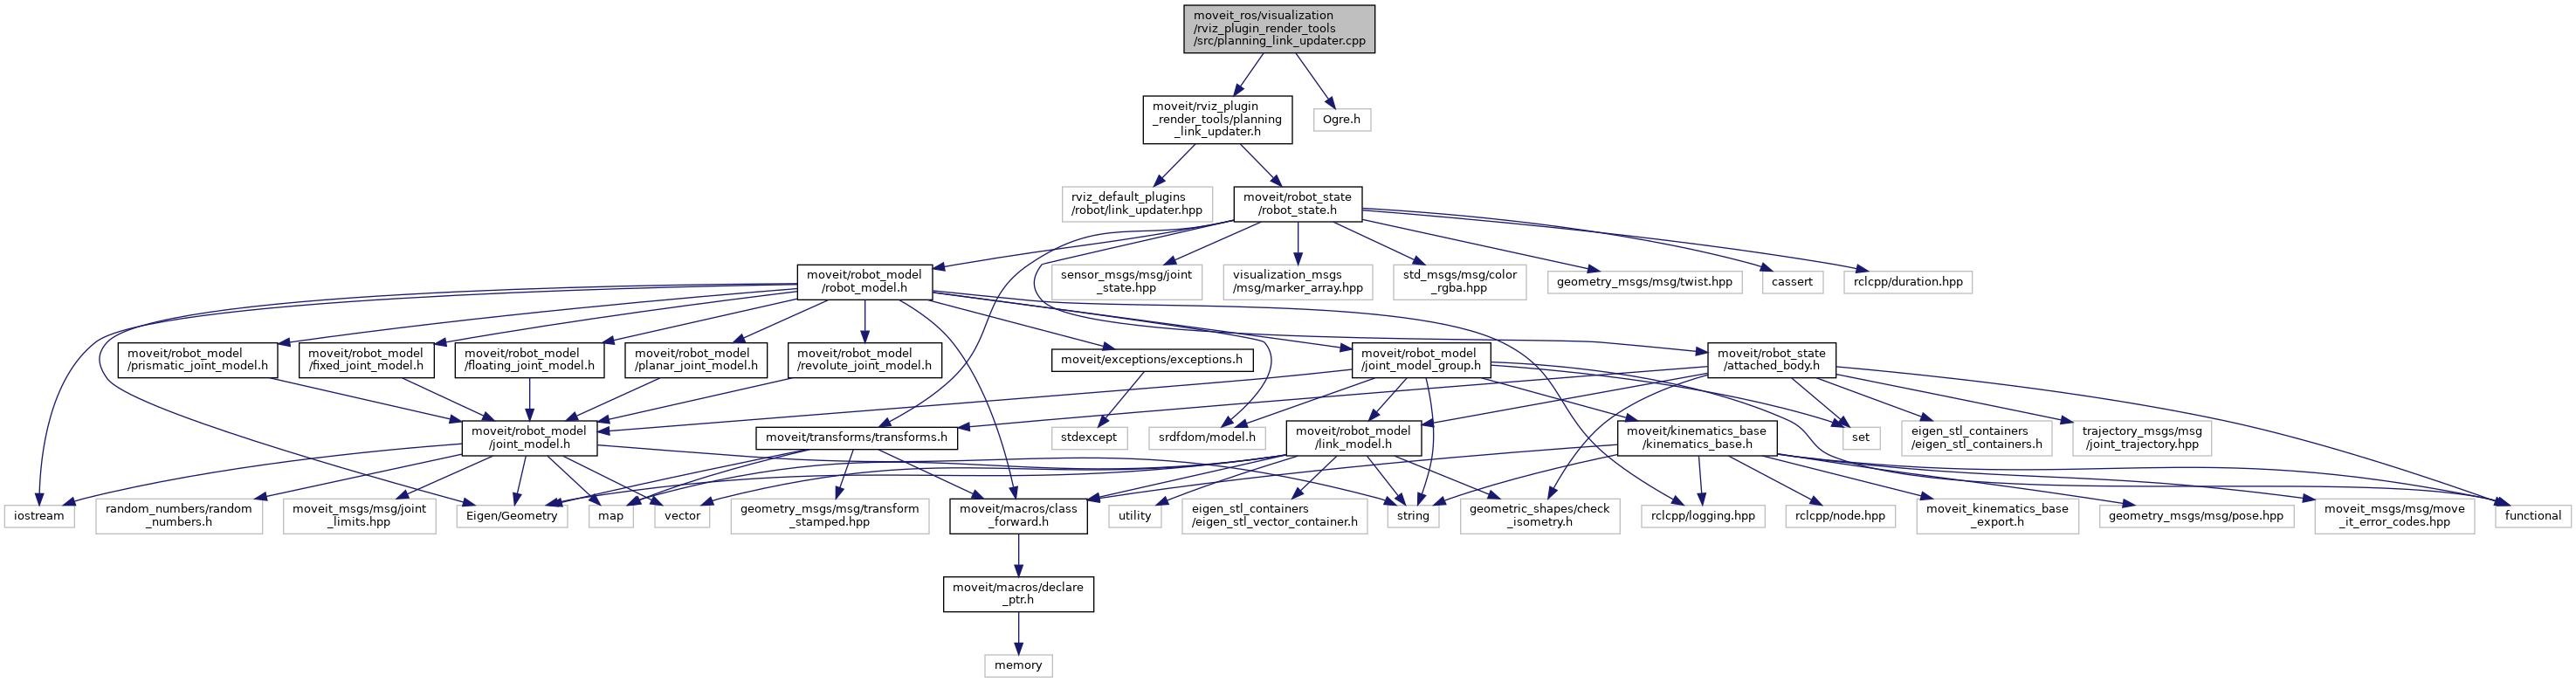 moveit_ros/visualization
/rviz_plugin_render_tools
/src/planning_link_updater.cpp
moveit/rviz_plugin
_render_tools/planning
_link_updater.h
Ogre.h
rviz_default_plugins
/robot/link_updater.hpp
moveit/robot_state
/robot_state.h
moveit/robot_model
/robot_model.h
sensor_msgs/msg/joint
_state.hpp
visualization_msgs
/msg/marker_array.hpp
std_msgs/msg/color
_rgba.hpp
geometry_msgs/msg/twist.hpp
cassert
rclcpp/duration.hpp
moveit/robot_model
/prismatic_joint_model.h
moveit/robot_model
/fixed_joint_model.h
moveit/robot_model
/floating_joint_model.h
moveit/robot_model
/planar_joint_model.h
moveit/robot_model
/revolute_joint_model.h
moveit/exceptions/exceptions.h
moveit/robot_model
/joint_model_group.h
moveit/robot_state
/attached_body.h
moveit/robot_model
/joint_model.h
moveit/transforms/transforms.h
stdexcept
srdfdom/model.h
moveit/robot_model
/link_model.h
moveit/kinematics_base
/kinematics_base.h
set
eigen_stl_containers
/eigen_stl_containers.h
trajectory_msgs/msg
/joint_trajectory.hpp
iostream
random_numbers/random
_numbers.h
moveit_msgs/msg/joint
_limits.hpp
Eigen/Geometry
map
vector
geometry_msgs/msg/transform
_stamped.hpp
moveit/macros/class
_forward.h
utility
eigen_stl_containers
/eigen_stl_vector_container.h
string
geometric_shapes/check
_isometry.h
rclcpp/logging.hpp
rclcpp/node.hpp
moveit_kinematics_base
_export.h
geometry_msgs/msg/pose.hpp
moveit_msgs/msg/move
_it_error_codes.hpp
functional
moveit/macros/declare
_ptr.h
memory